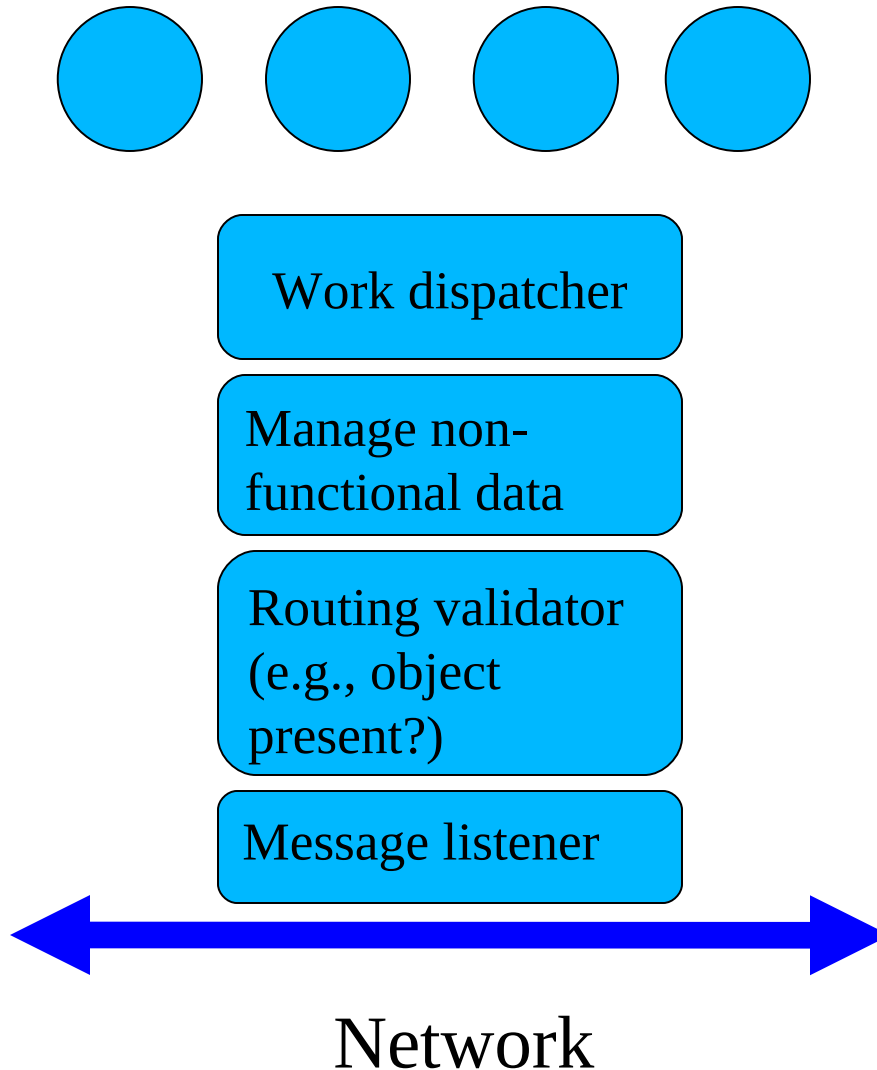 Work dispatcher
Manage non-
functional data
Routing validator
(e.g., object
present?)
Message listener
Network